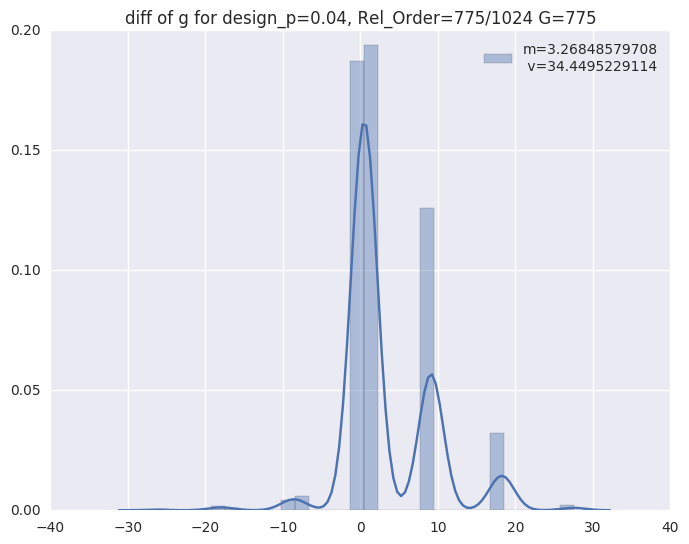 diff of g for design_p=0.04, Rel_Order=775/1024 G=775
m=3.26848579708
v=34.4495229114
0.20
0.15
0.10
0.05
0.00
−40 −30 −20 −10 0 10 20 30 40